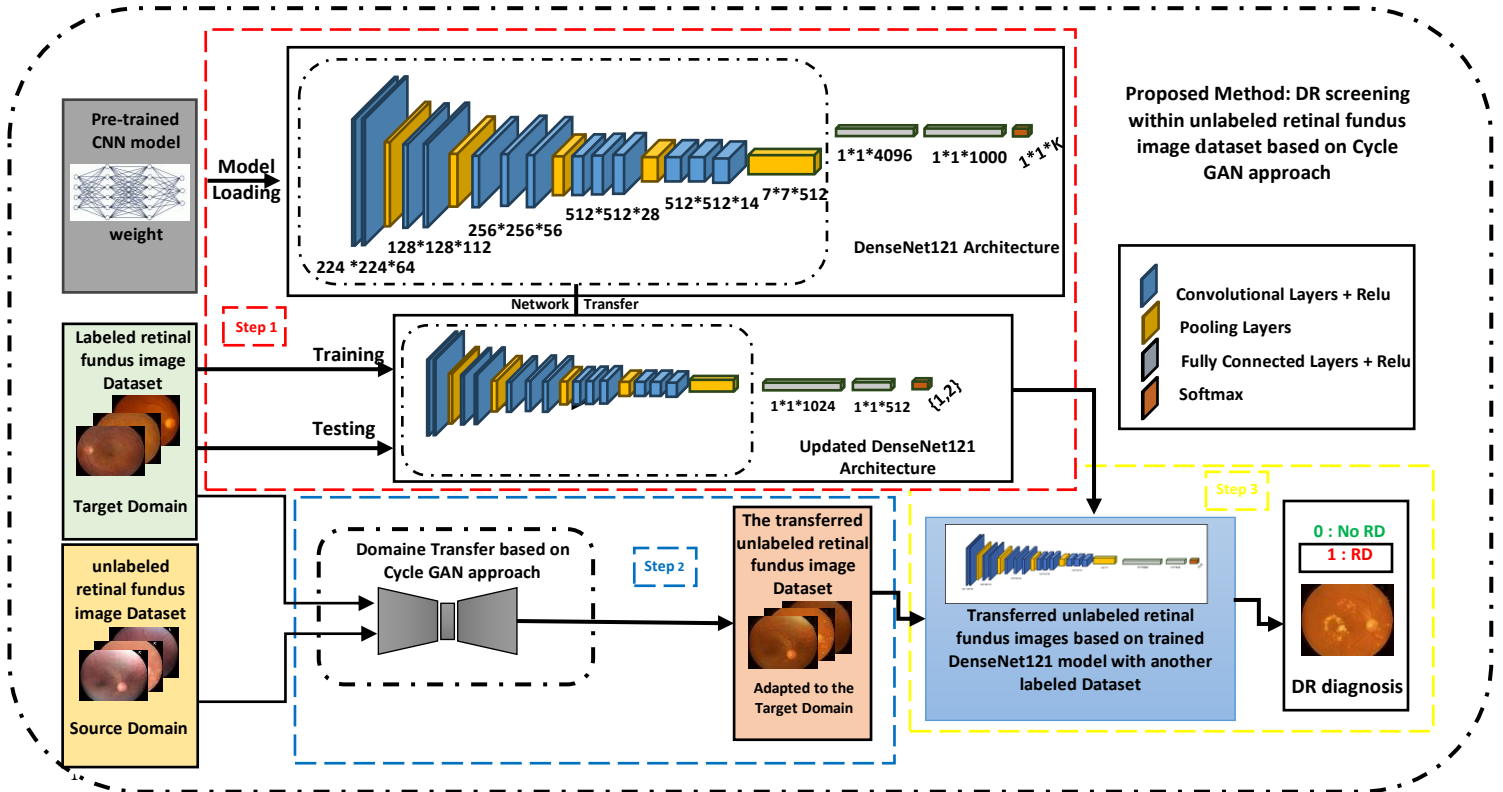 Proposed Method: DR screening
within unlabeled retinal fundus
image dataset based on Cycle
GAN approach
Pre-trained
CNN model
weight
Model
Loading
224 *224*64
128*128*112
256*256*56
512*512*28
512*512*14
7*7*512
1*1*4096
1*1*1000
1*1*K
DenseNet121 Architecture
Network Transfer
Step 1
Convolutional Layers + Relu
Pooling Layers
Fully Connected Layers + Relu
Softmax
Labeled retinal
fundus image
Dataset
Target Domain
Training
Testing
1*1*1024
1*1*512
{1,2}
Updated DenseNet121
Architecture
unlabeled
retinal fundus
image Dataset
Source Domain
Domaine Transfer based on
Cycle GAN approach
Step 2
The transferred
unlabeled retinal
fundus image
Dataset
Adapted to the
Target Domain
Step 3
Transferred unlabeled retinal
fundus images based on trained
DenseNet121 model with another
labeled Dataset
0 : No RD
1 : RD
DR diagnosis